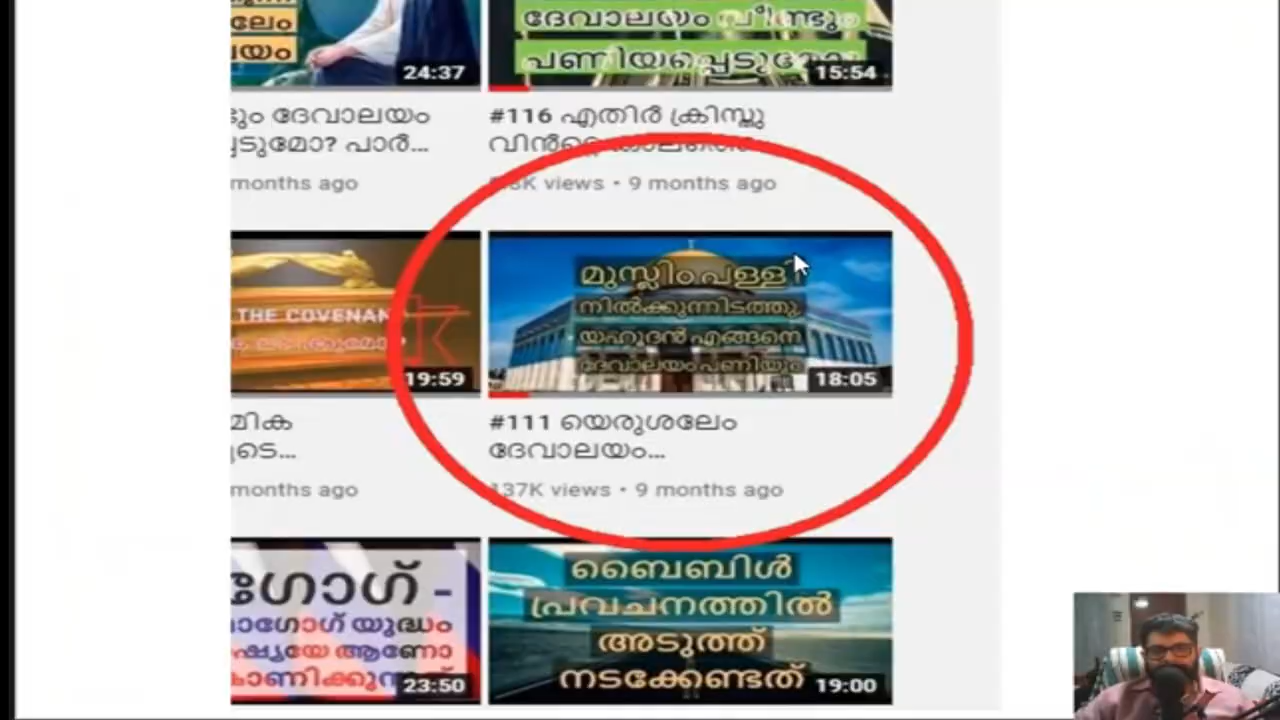 ലേം
യം
24:37
ദേവാലയം വീണ്ടും
പണിയപ്പെടുമോ
15:54
ദേവാലയം
പാർ...
months ago
#116 എതിർ ക്രിസ്തു
views • 9 months ago
THE COVENANT
19:59
മുസ്ലിം പള്ളി
നിൽക്കുന്നിടത്തു
യഹൂദൻ എങ്ങനെ
ദേവാലയം പണിയും
18:05
#111 യെരുശലേം
ദേവാലയം...
months ago
137K views • 9 months ago
ഗോഗ് -
മാഗോഗ് യുദ്ധം
ആണോ
23:50
ബൈബിൾ
പ്രവചനത്തിൽ
അടുത്ത്
നടക്കേണ്ടത്
19:00